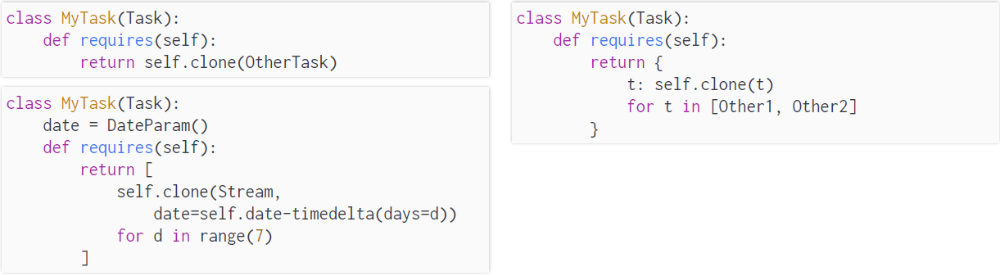 class MyTask(Task):
    def requires(self):
        return self.clone(OtherTask)
class MyTask(Task):
    date = DateParam()
    def requires(self):
        return [
            self.clone(Stream,
                date=self.date-timedelta(days=d))
            for d in range(7)
        ]
class MyTask(Task):
    def requires(self):
        return {
            t: self.clone(t)
            for t in [Other1, Other2]
        }